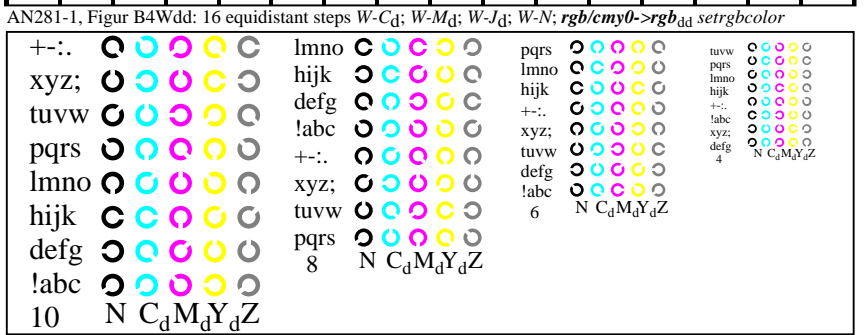 AN281-1, Figur B4Wdd: 16 equidistant steps W-Cd; W-Md; W-Jd; W-N; rgb/cmy0->rgbdd setrgbcolor
+-:.
xyz;
tuvw
pqrs
lmno
hijk
defg
!abc
10 N CdMdYdZ
lmno
hijk
defg
!abc
+-:.
xyz;
tuvw
pqrs
8 N CdMdYdZ
pqrs
lmno
hijk
+-:.
xyz;
tuvw
defg
!abc
6 N CdMdYdZ
tuvw
pqrs
lmno
hijk
+-:.
!abc
xyz;
defg
4 N CdMdYdZ